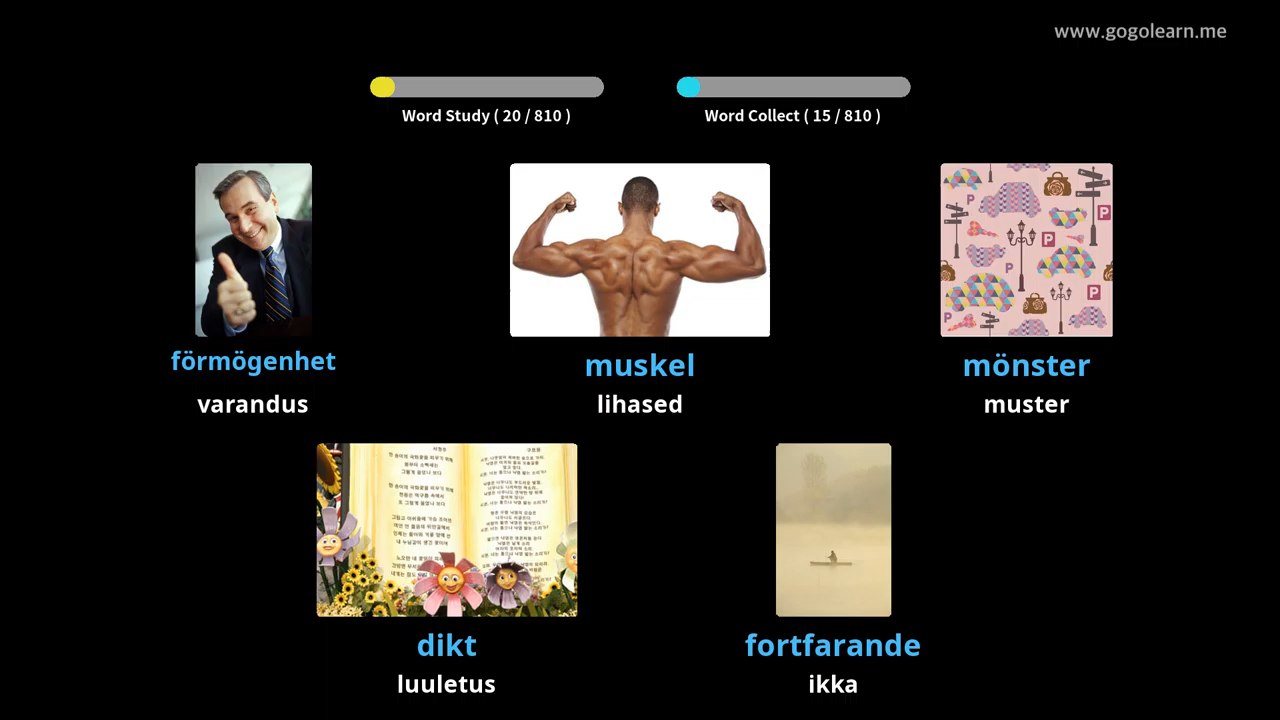 www.gogolearn.me
Word Study ( 20 / 810 )
Word Collect ( 15 / 810 )
förmögenhet
varandus
muskel
lihased
mönster
muster
P
P
P
P
P
P
dikt
luuletus
fortfarande
ikka